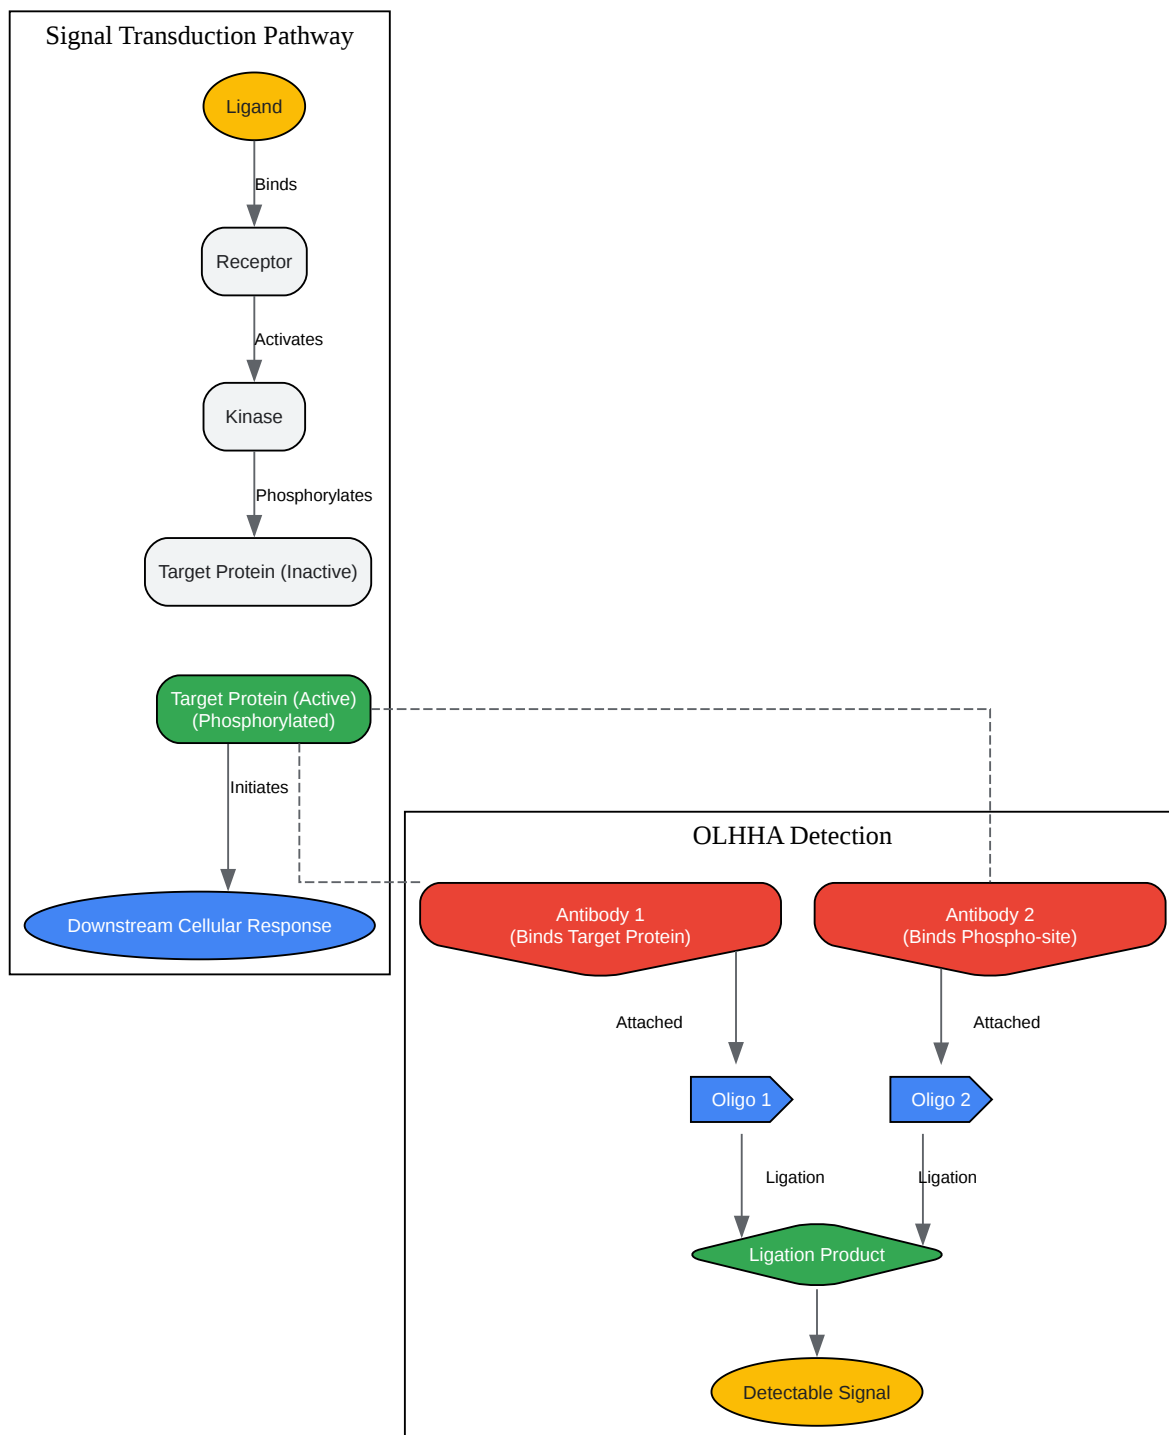 Signal Transduction Pathway
Ligand
Binds
Receptor
Activates
Kinase
Phosphorylates
Target Protein (Inactive)
Target Protein (Active)
(Phosphorylated)
Initiates
Downstream Cellular Response
OLHHA Detection
Antibody 1
(Binds Target Protein)
Antibody 2
(Binds Phospho-site)
Attached
Attached
Oligo 1
Oligo 2
Ligation
Ligation
Ligation Product
Detectable Signal